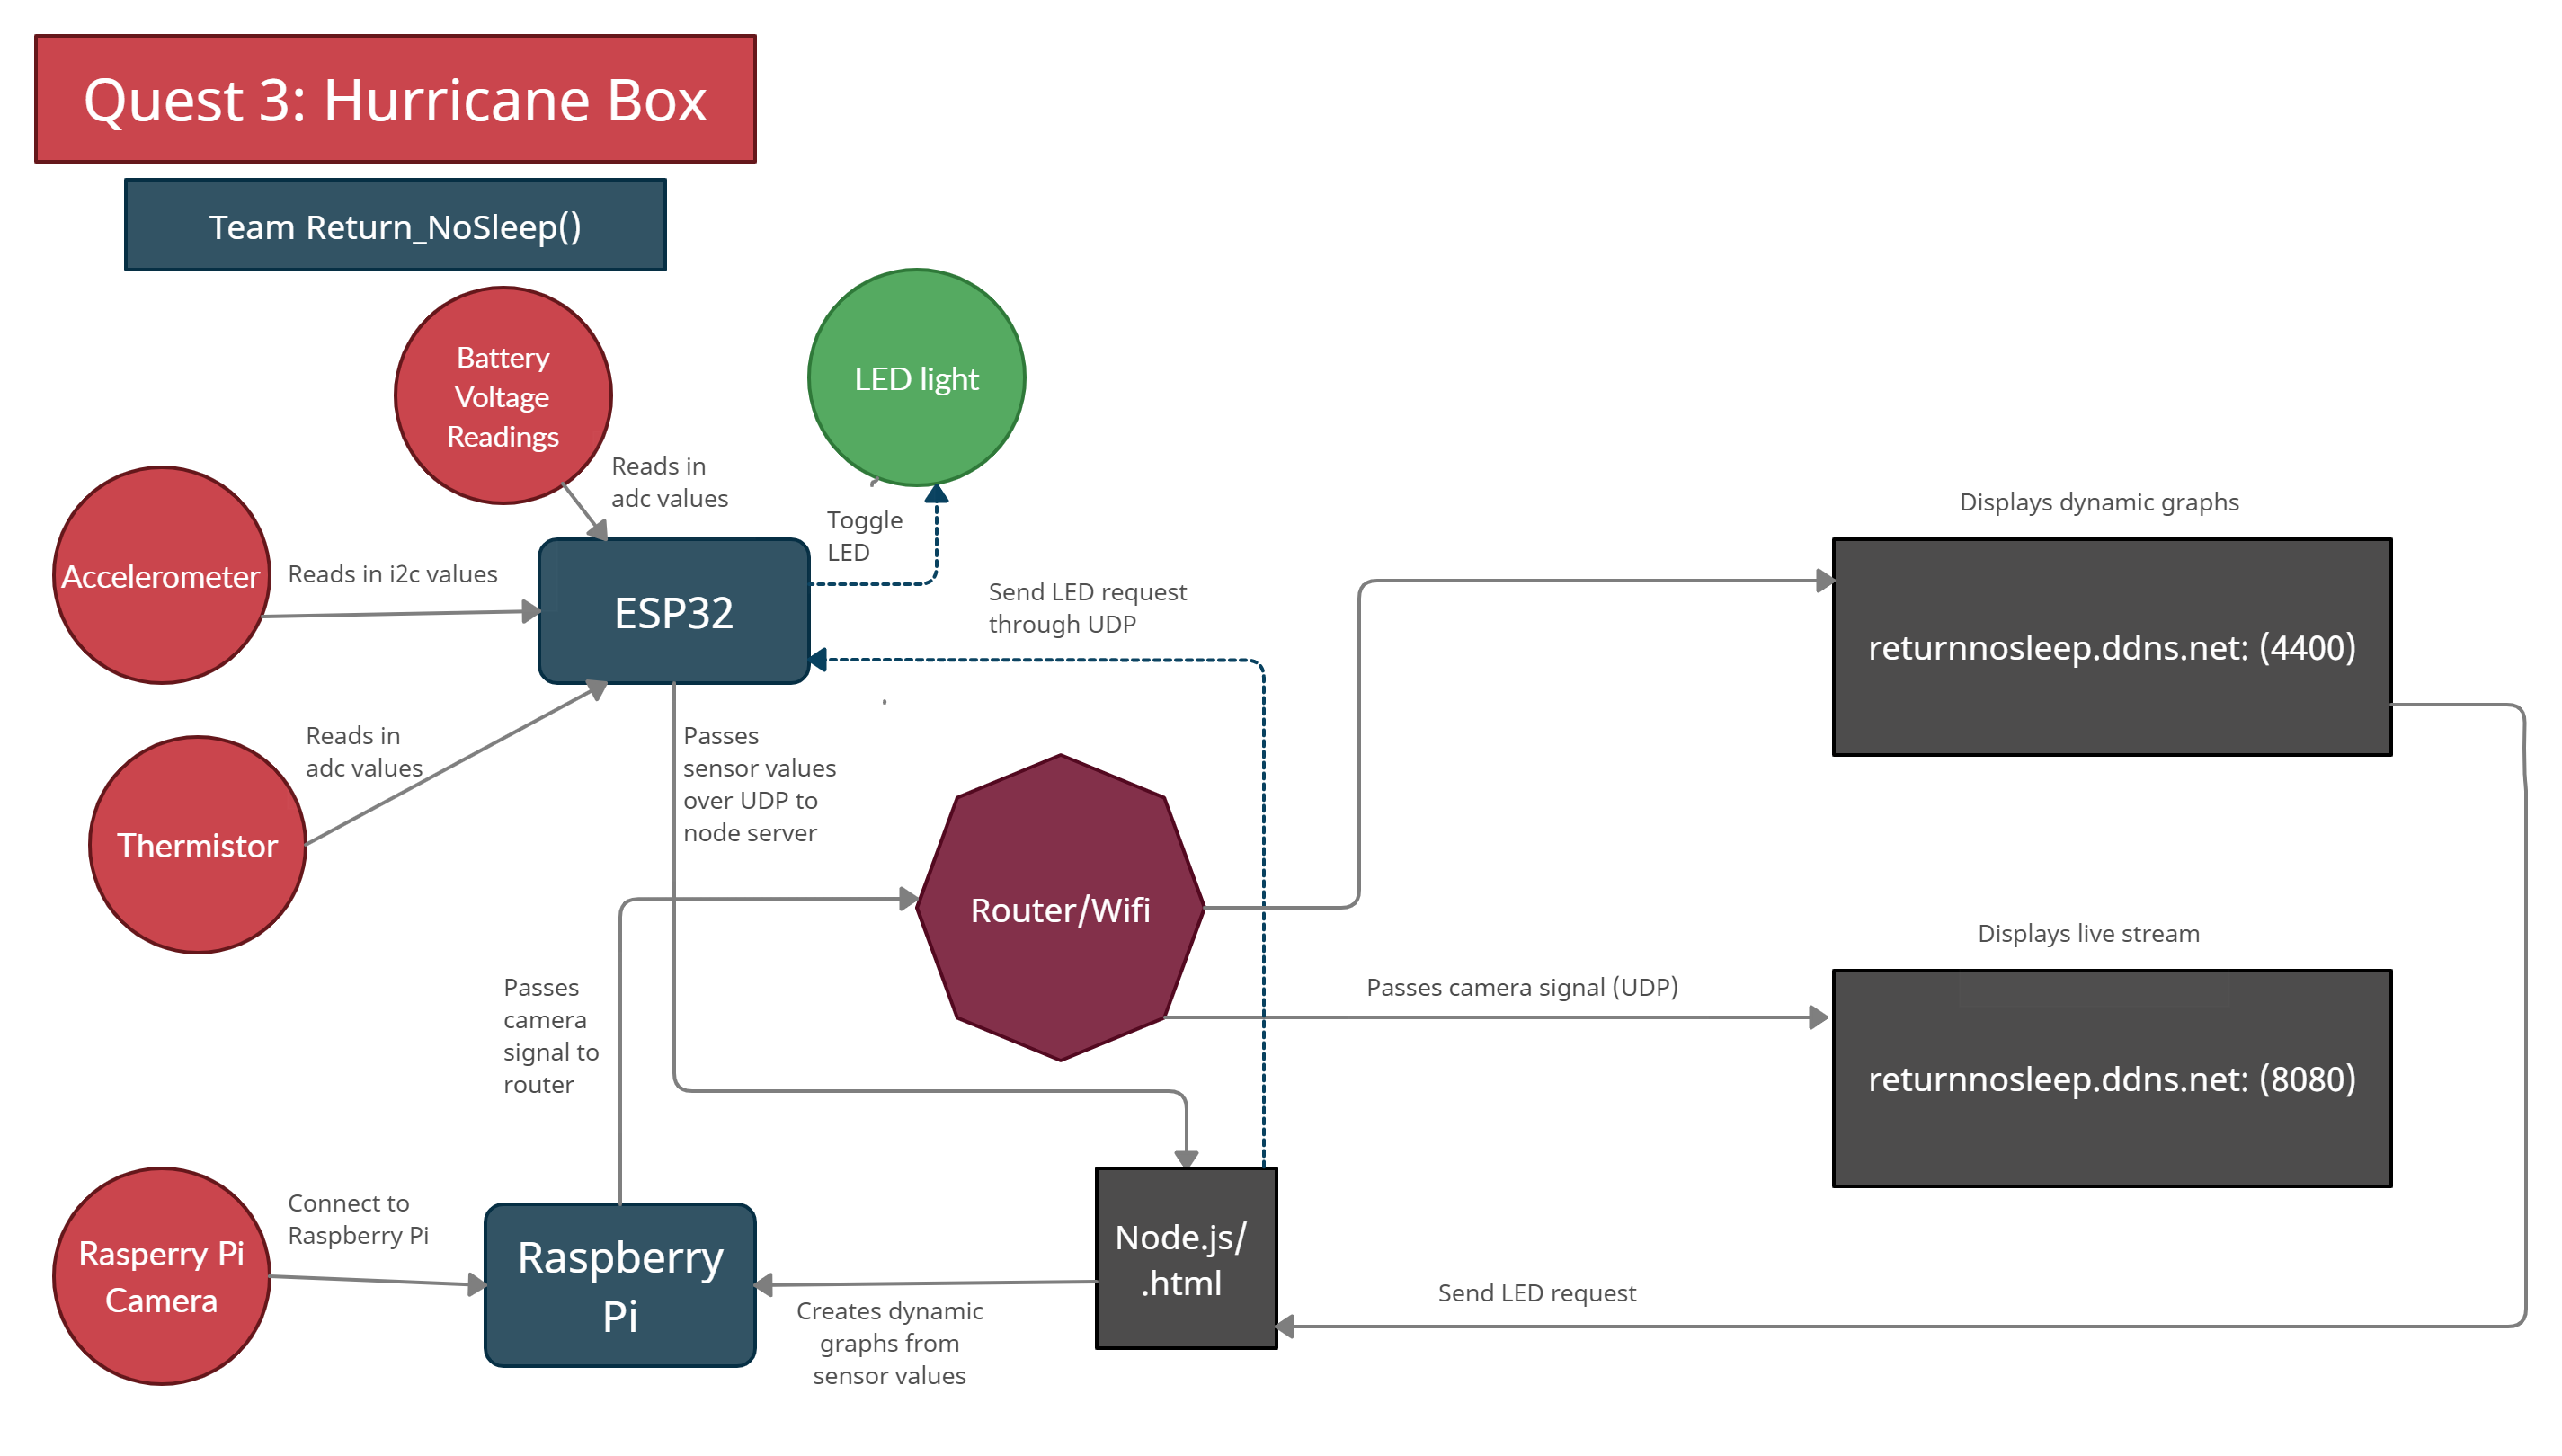 Quest 3: Hurricane Box
Team Return_NoSleep()
Battery
Voltage
Readings
LED light
Reads in
adc values
Toggle
LED
Accelerometer
Reads in i2c values
ESP32
Send LED request
through UDP
Displays dynamic graphs
returnnosleep.ddns.net: (4400)
Reads in
adc values
Thermistor
Passes
sensor values
over UDP to
node server
Router/Wifi
Displays live stream
Passes camera signal (UDP)
returnnosleep.ddns.net: (8080)
Passes
camera
signal to
router
Rasperry Pi
Camera
Connect to
Raspberry Pi
Raspberry
Pi
Creates dynamic
graphs from
sensor values
Node.js/
.html
Send LED request